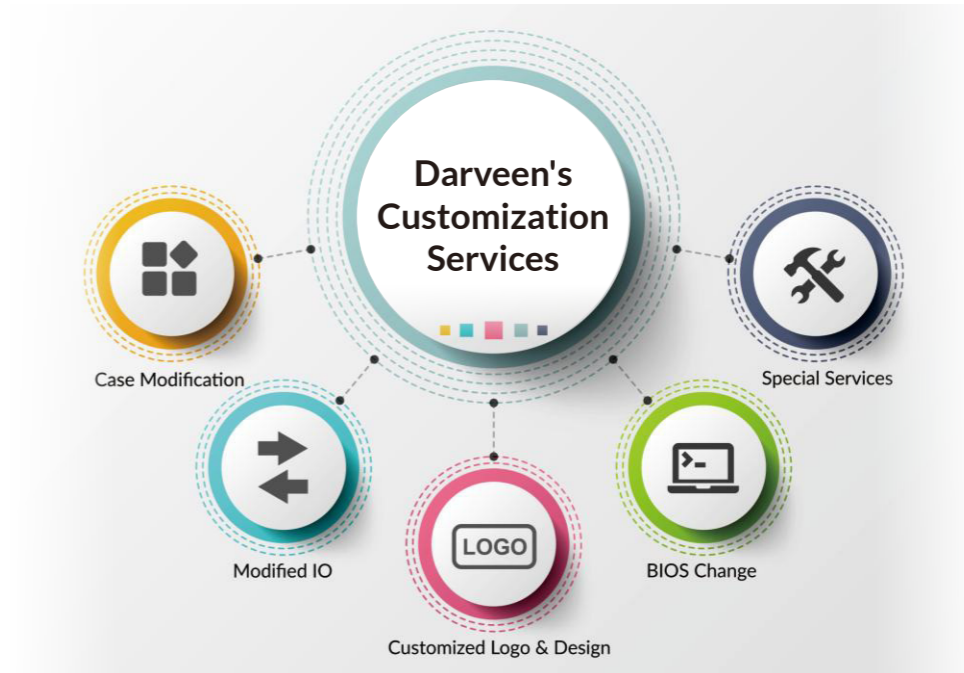 Darveen's
Customization
Services
Case Modification
Special Services
Modified IO
BIOS Change
LOGO
Customized Logo & Design